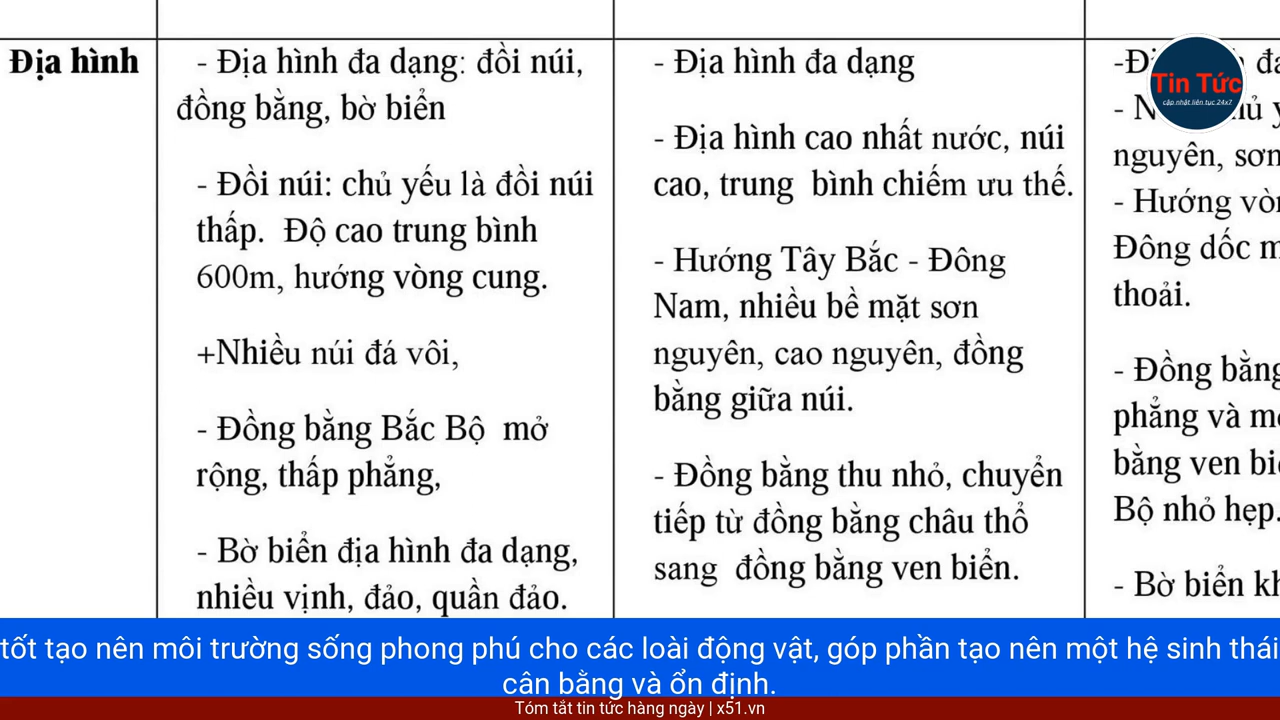 Địa hình
- Địa hình đa dạng: đồi núi,
đồng bằng, bờ biển
- Đồi núi: chủ yếu là đồi núi
thấp. Độ cao trung bình
600m, hướng vòng cung.
+Nhiều núi đá vôi,
- Đồng bằng Bắc Bộ mở
rộng, thấp phẳng,
- Bờ biển địa hình đa dạng,
nhiều vịnh, đảo, quần đảo.
- Địa hình đa dạng
- Địa hình cao nhất nước, núi
cao, trung bình chiếm ưu thế.
- Hướng Tây Bắc - Đông
Nam, nhiều bề mặt sơn
nguyên, cao nguyên, đồng
bằng giữa núi.
- Đồng bằng thu nhỏ, chuyển
tiếp từ đồng bằng châu thổ
sang đồng bằng ven biển.
nguyên, sơn
- Hướng
Đông dốc
thoải.
- Đồng bằng
phẳng và
bằng ven
Bộ nhỏ hẹp.
- Bờ biển
Tin Tức
cập nhật liên tục 24x7
tốt tạo nên môi trường sống phong phú cho các loài động vật, góp phần tạo nên một hệ sinh thái
cân bằng và ổn định.
Tóm tắt tin tức hàng ngày | x51.vn